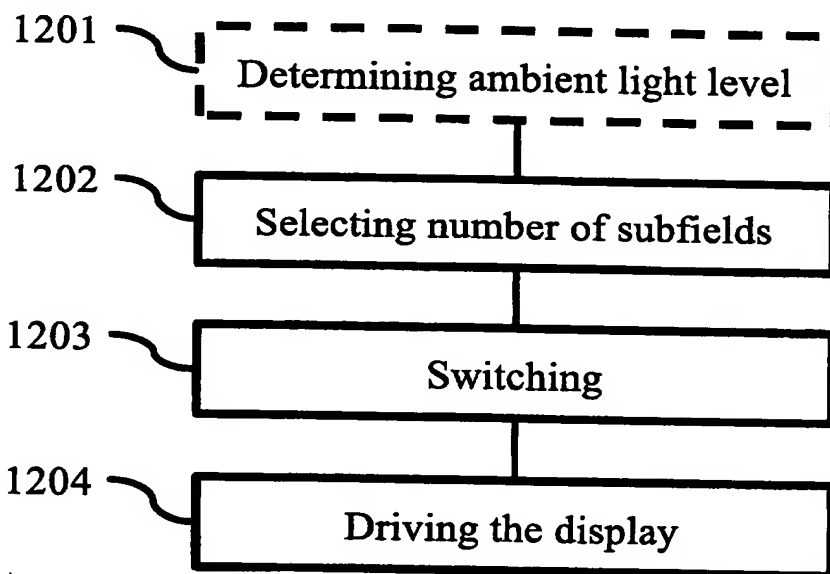 1201
Determining ambient light level
1202
Selecting number of subfields
1203
Switching
1204
Driving the display